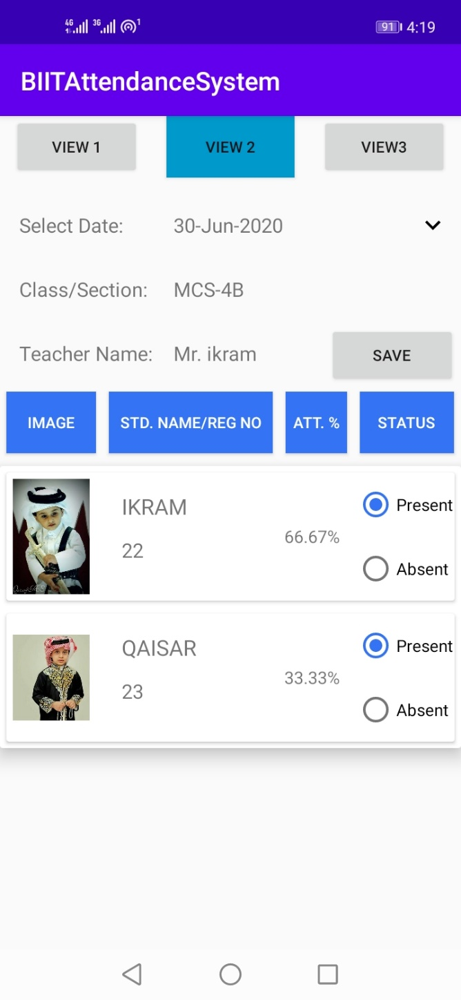 4G 3G 1 91 4:19
BIITAttendanceSystem
VIEW 1 VIEW 2 VIEW3
Select Date: 30-Jun-2020
Class/Section: MCS-4B
Teacher Name: Mr. ikram SAVE
IMAGE STD. NAME/REG NO ATT. % STATUS
IKRAM Present
66.67%
22
Absent
QAISAR Present
33.33%
23
Absent